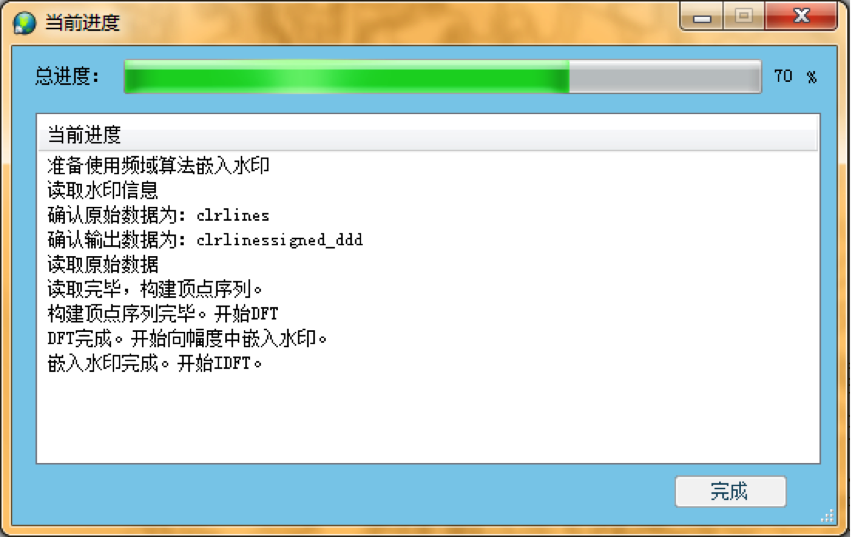 当前进度
总进度： 70 %
当前进度
准备使用频域算法嵌入水印
读取水印信息
确认原始数据为：clrlines
确认输出数据为：clrlinessigned_ddd
读取原始数据
读取完毕，构建顶点序列。
构建顶点序列完毕。开始DFT
DFT完成。开始向幅度中嵌入水印。
嵌入水印完成。开始IDFT。
完成